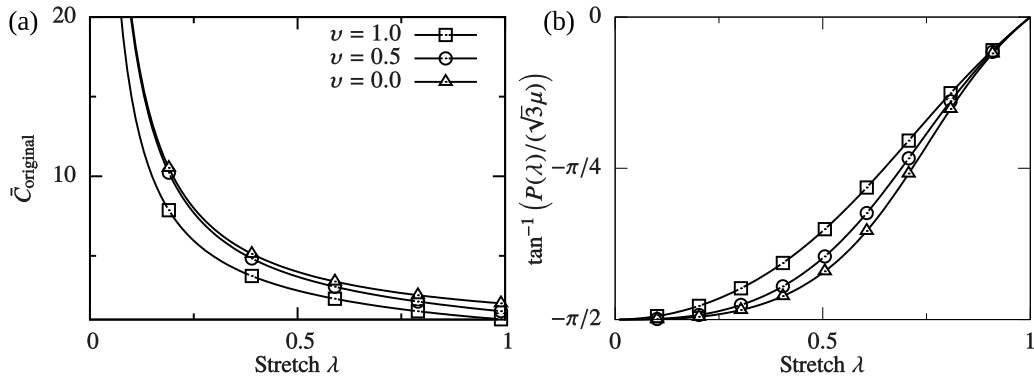 (a)
20
10
C̄original
υ = 1.0
υ = 0.5
υ = 0.0
0
0.5
1
Stretch λ
(b)
0
−π/4
−π/2
tan⁻¹ (P(λ)/(√3μ))
0
0.5
1
Stretch λ